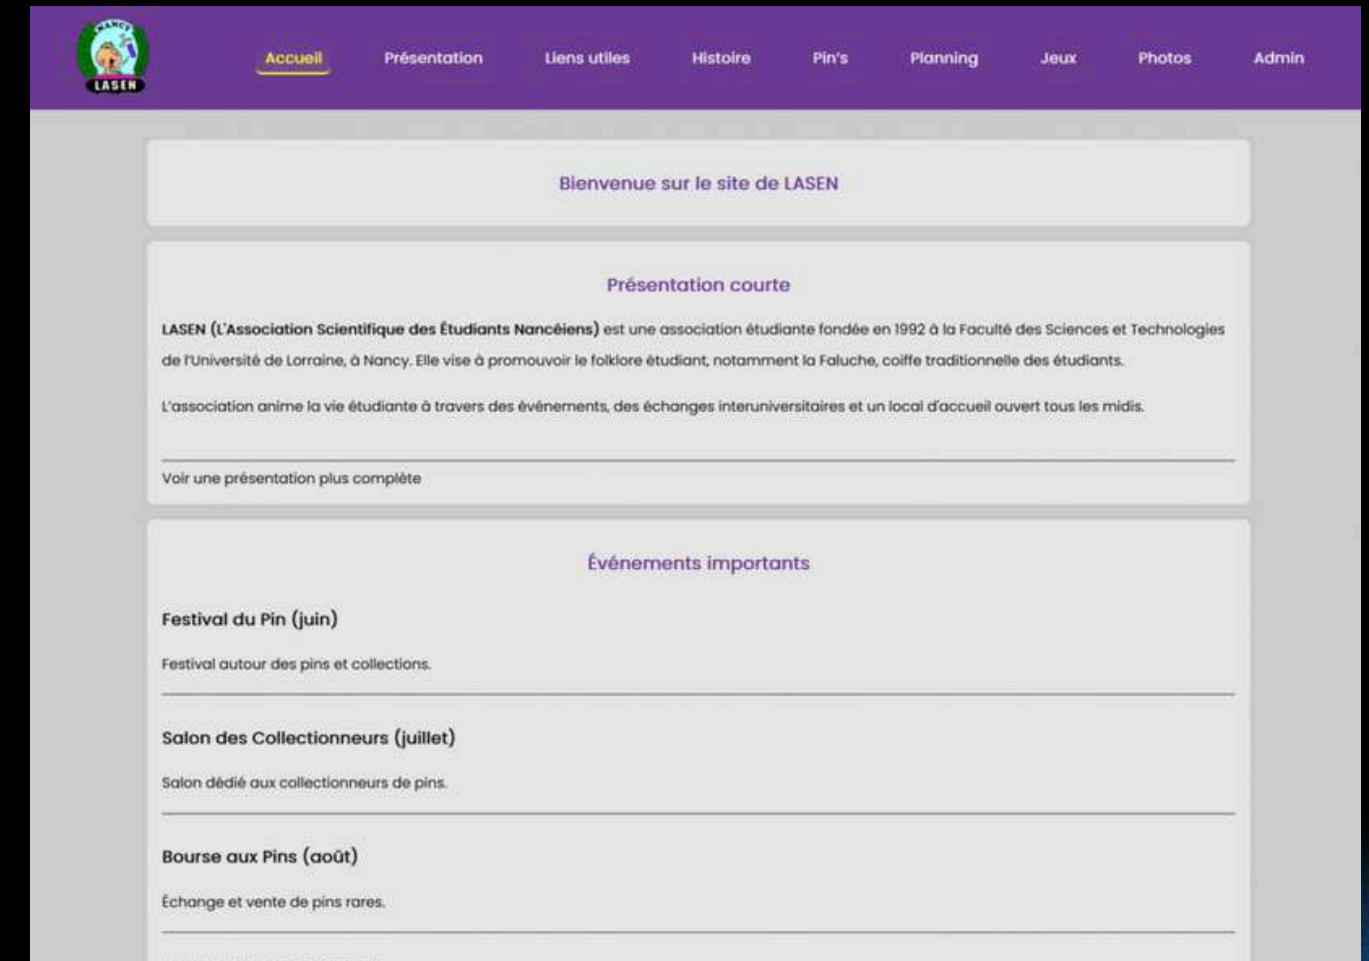 NANCY
LASEN
Accueil Présentation Liens utiles Histoire Pin's Planning Jeux Photos Admin
Bienvenue sur le site de LASEN
Présentation courte
LASEN (L'Association Scientifique des Étudiants Nancéiens) est une association étudiante fondée en 1992 à la Faculté des Sciences et Technologies
de l'Université de Lorraine, à Nancy. Elle vise à promouvoir le folklore étudiant, notamment la Faluche, coiffe traditionnelle des étudiants.
L'association anime la vie étudiante à travers des événements, des échanges interuniversitaires et un local d'accueil ouvert tous les midis.
Voir une présentation plus complète
Événements importants
Festival du Pin (juin)
Festival autour des pins et collections.
Salon des Collectionneurs (juillet)
Salon dédié aux collectionneurs de pins.
Bourse aux Pins (août)
Échange et vente de pins rares.